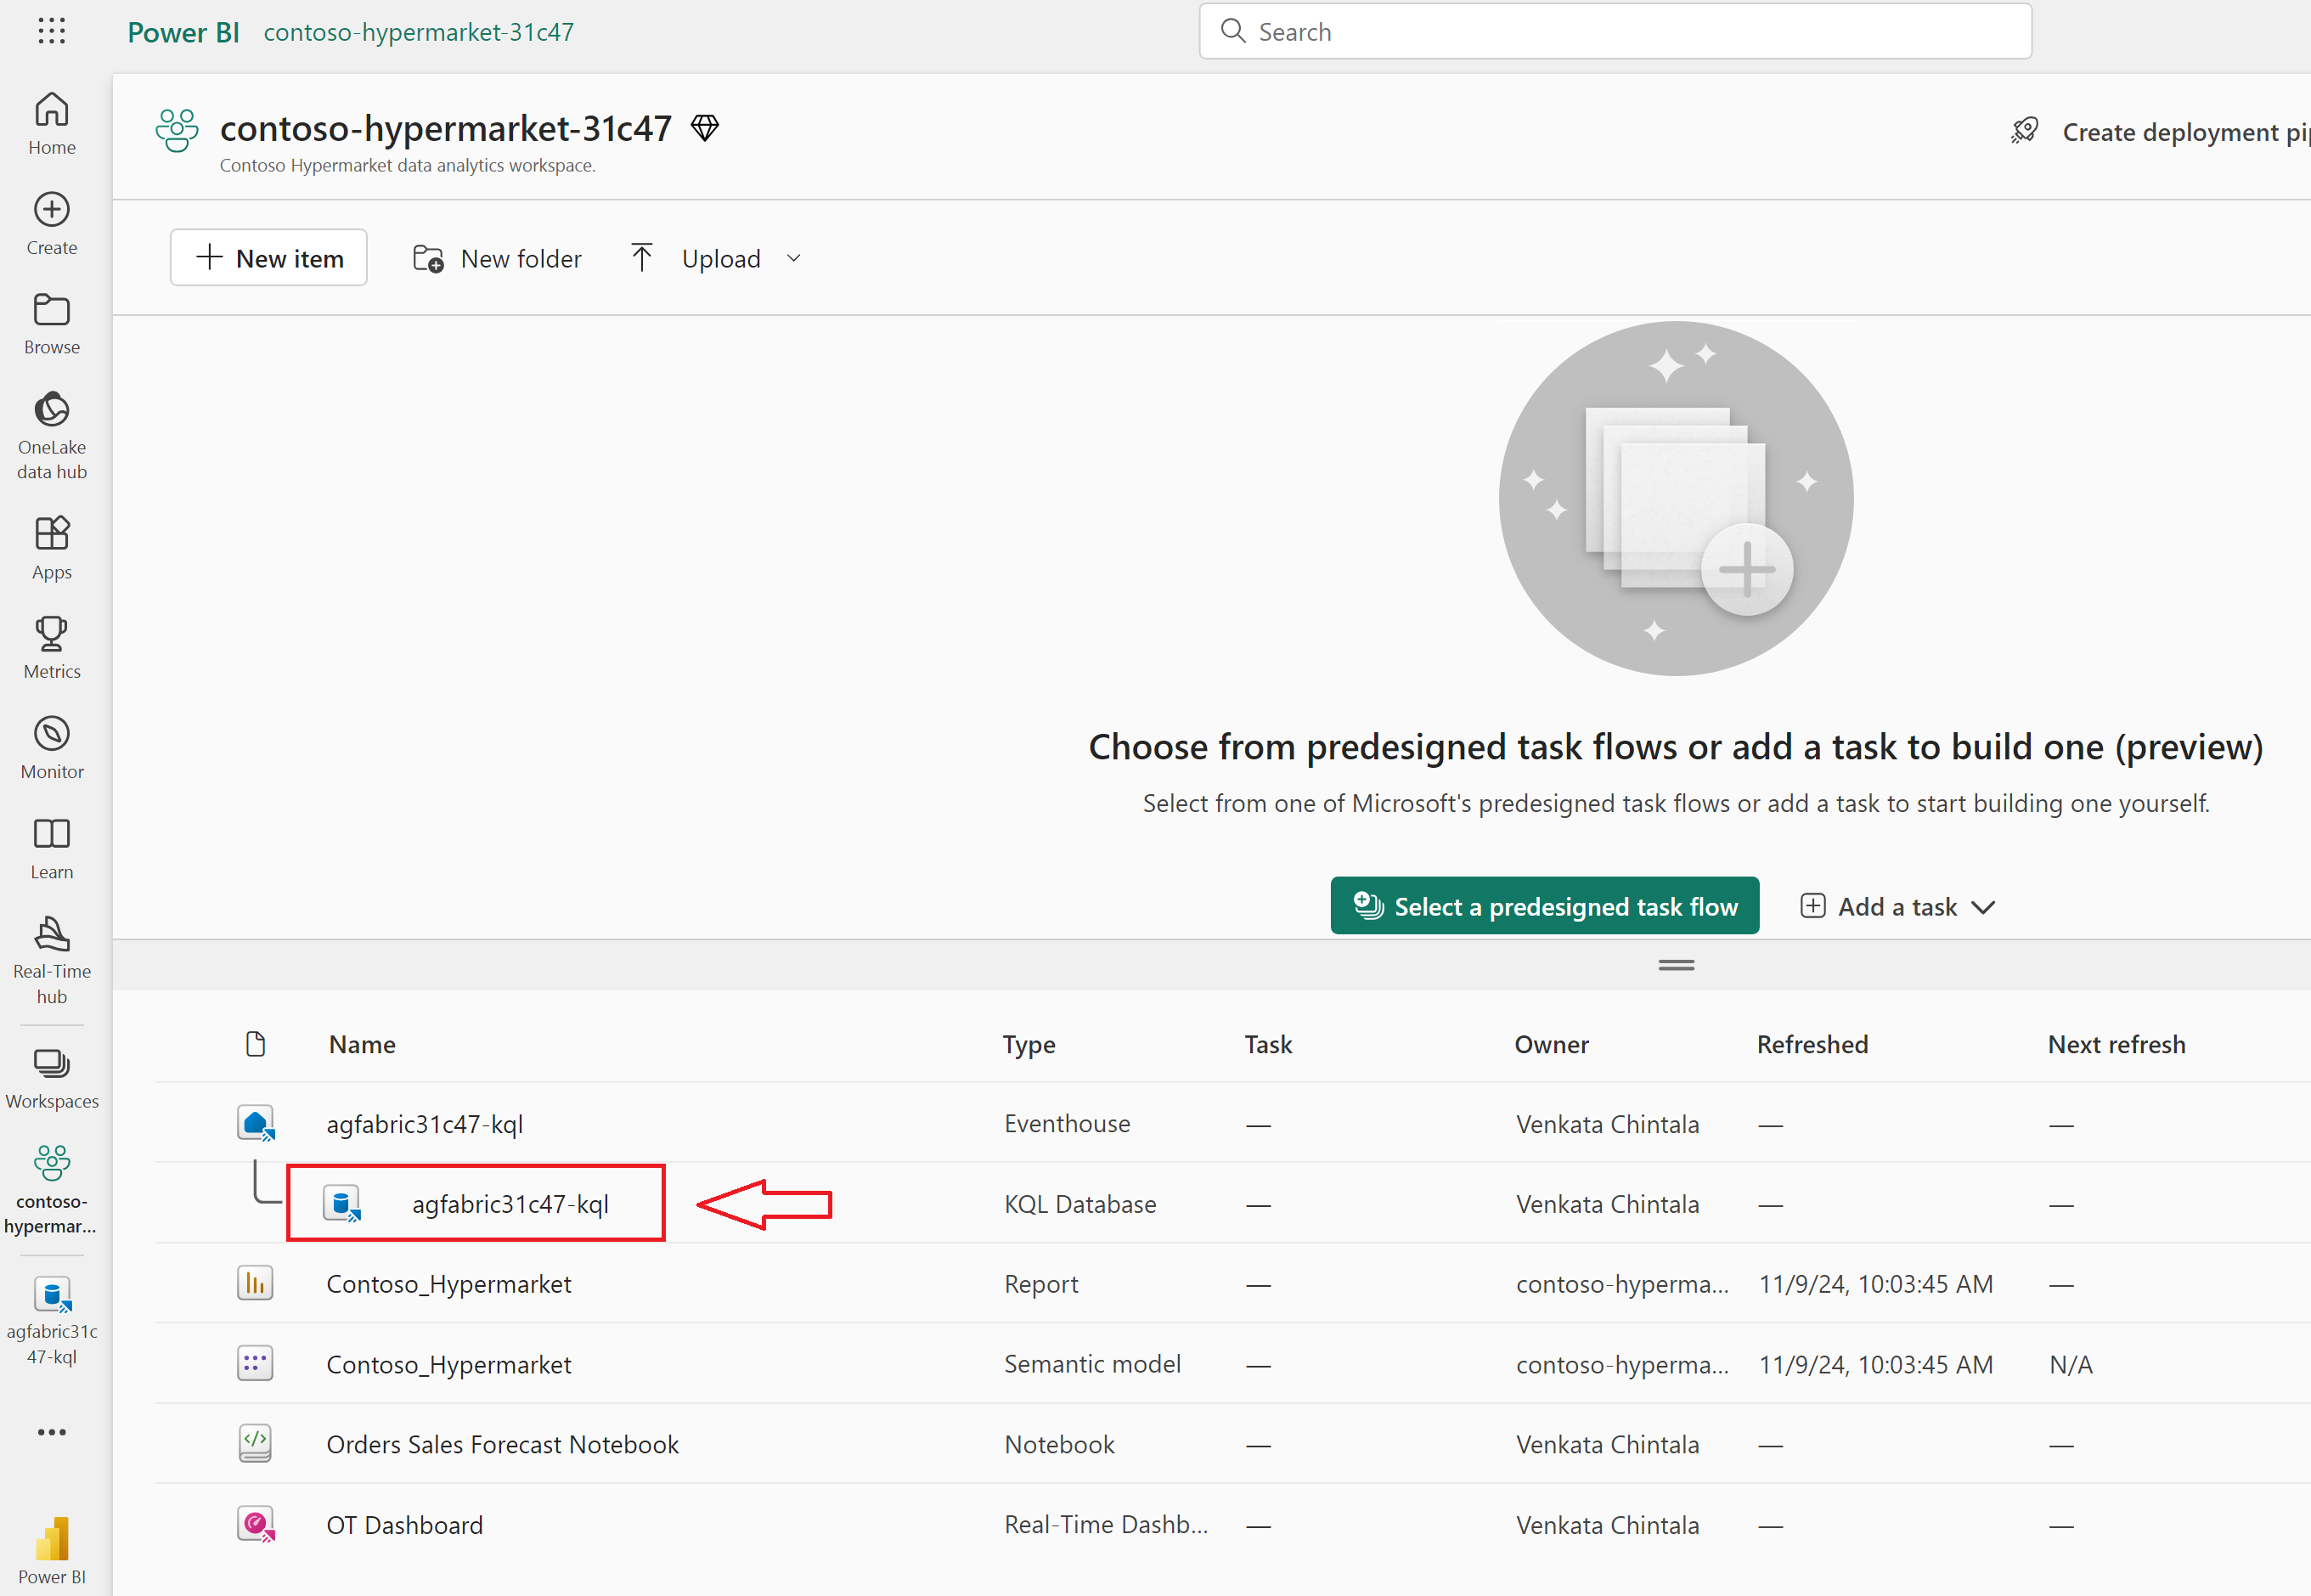 Power BI contoso-hypermarket-31c47 Search
contoso-hypermarket-31c47
Contoso Hypermarket data analytics workspace.
Create deployment pip
New item New folder Upload
Home
Create
Browse
OneLake
data hub
Apps
Metrics
Monitor
Learn
Real-Time
hub
Workspaces
contoso-
hypermar...
agfabric31c
47-kql
Power BI
Choose from predesigned task flows or add a task to build one (preview)
Select from one of Microsoft's predesigned task flows or add a task to start building one yourself.
Select a predesigned task flow Add a task
Name Type Task Owner Refreshed Next refresh
agfabric31c47-kql Eventhouse — Venkata Chintala — —
agfabric31c47-kql KQL Database — Venkata Chintala — —
Contoso_Hypermarket Report — contoso-hyperma... 11/9/24, 10:03:45 AM —
Contoso_Hypermarket Semantic model — contoso-hyperma... 11/9/24, 10:03:45 AM N/A
Orders Sales Forecast Notebook Notebook — Venkata Chintala — —
OT Dashboard Real-Time Dashb... — Venkata Chintala — —